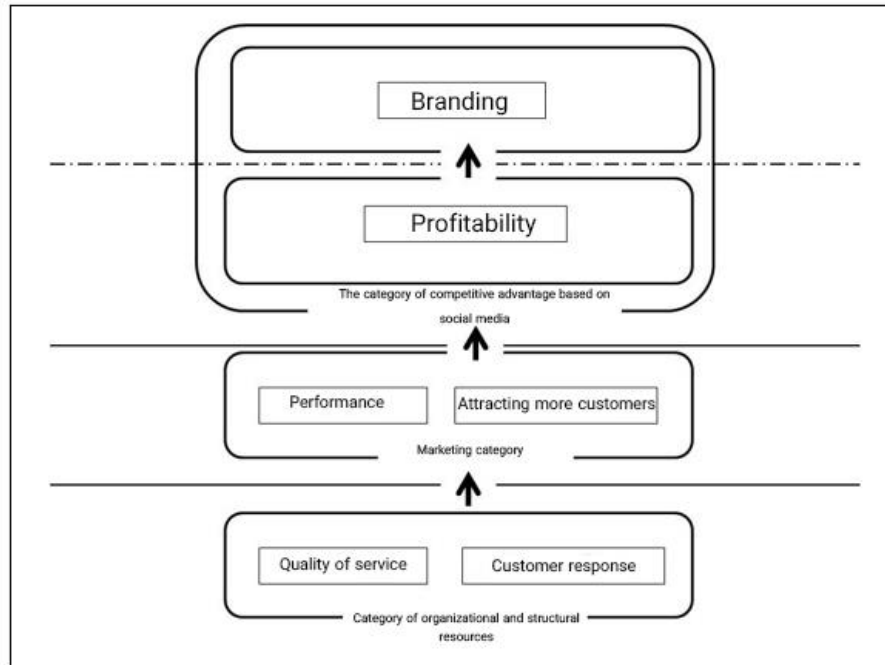 Branding
Profitability
The category of competitive advantage based on
social media
Performance
Attracting more customers
Marketing category
Quality of service
Customer response
Category of organizational and structural
resources